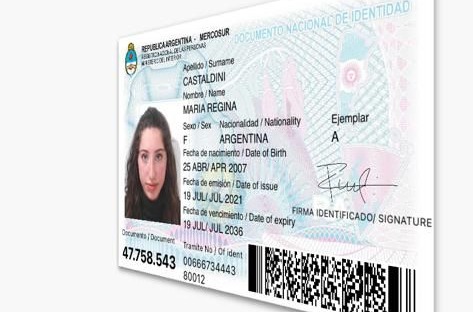 REPUBLICA ARGENTINA - MERCOSUR
REGISTRO NACIONAL DE LAS PERSONAS
MINISTERIO DEL INTERIOR
DOCUMENTO NACIONAL DE IDENTIDAD
Apellido / Surname
CASTALDINI
Nombre / Name
MARIA REGINA
Sexo / Sex Nacionalidad / Nationality Ejemplar
F ARGENTINA A
Fecha de nacimiento / Date of Birth
25 ABR/ APR 2007
Fecha de emisión / Date of issue
19 JUL/ JUL 2021
FIRMA IDENTIFICADO/ SIGNATURE
Fecha de vencimiento / Date of expiry
19 JUL/ JUL 2036
Documento / Document Tramite No / Of ident
47.758.543 00666734443
80012